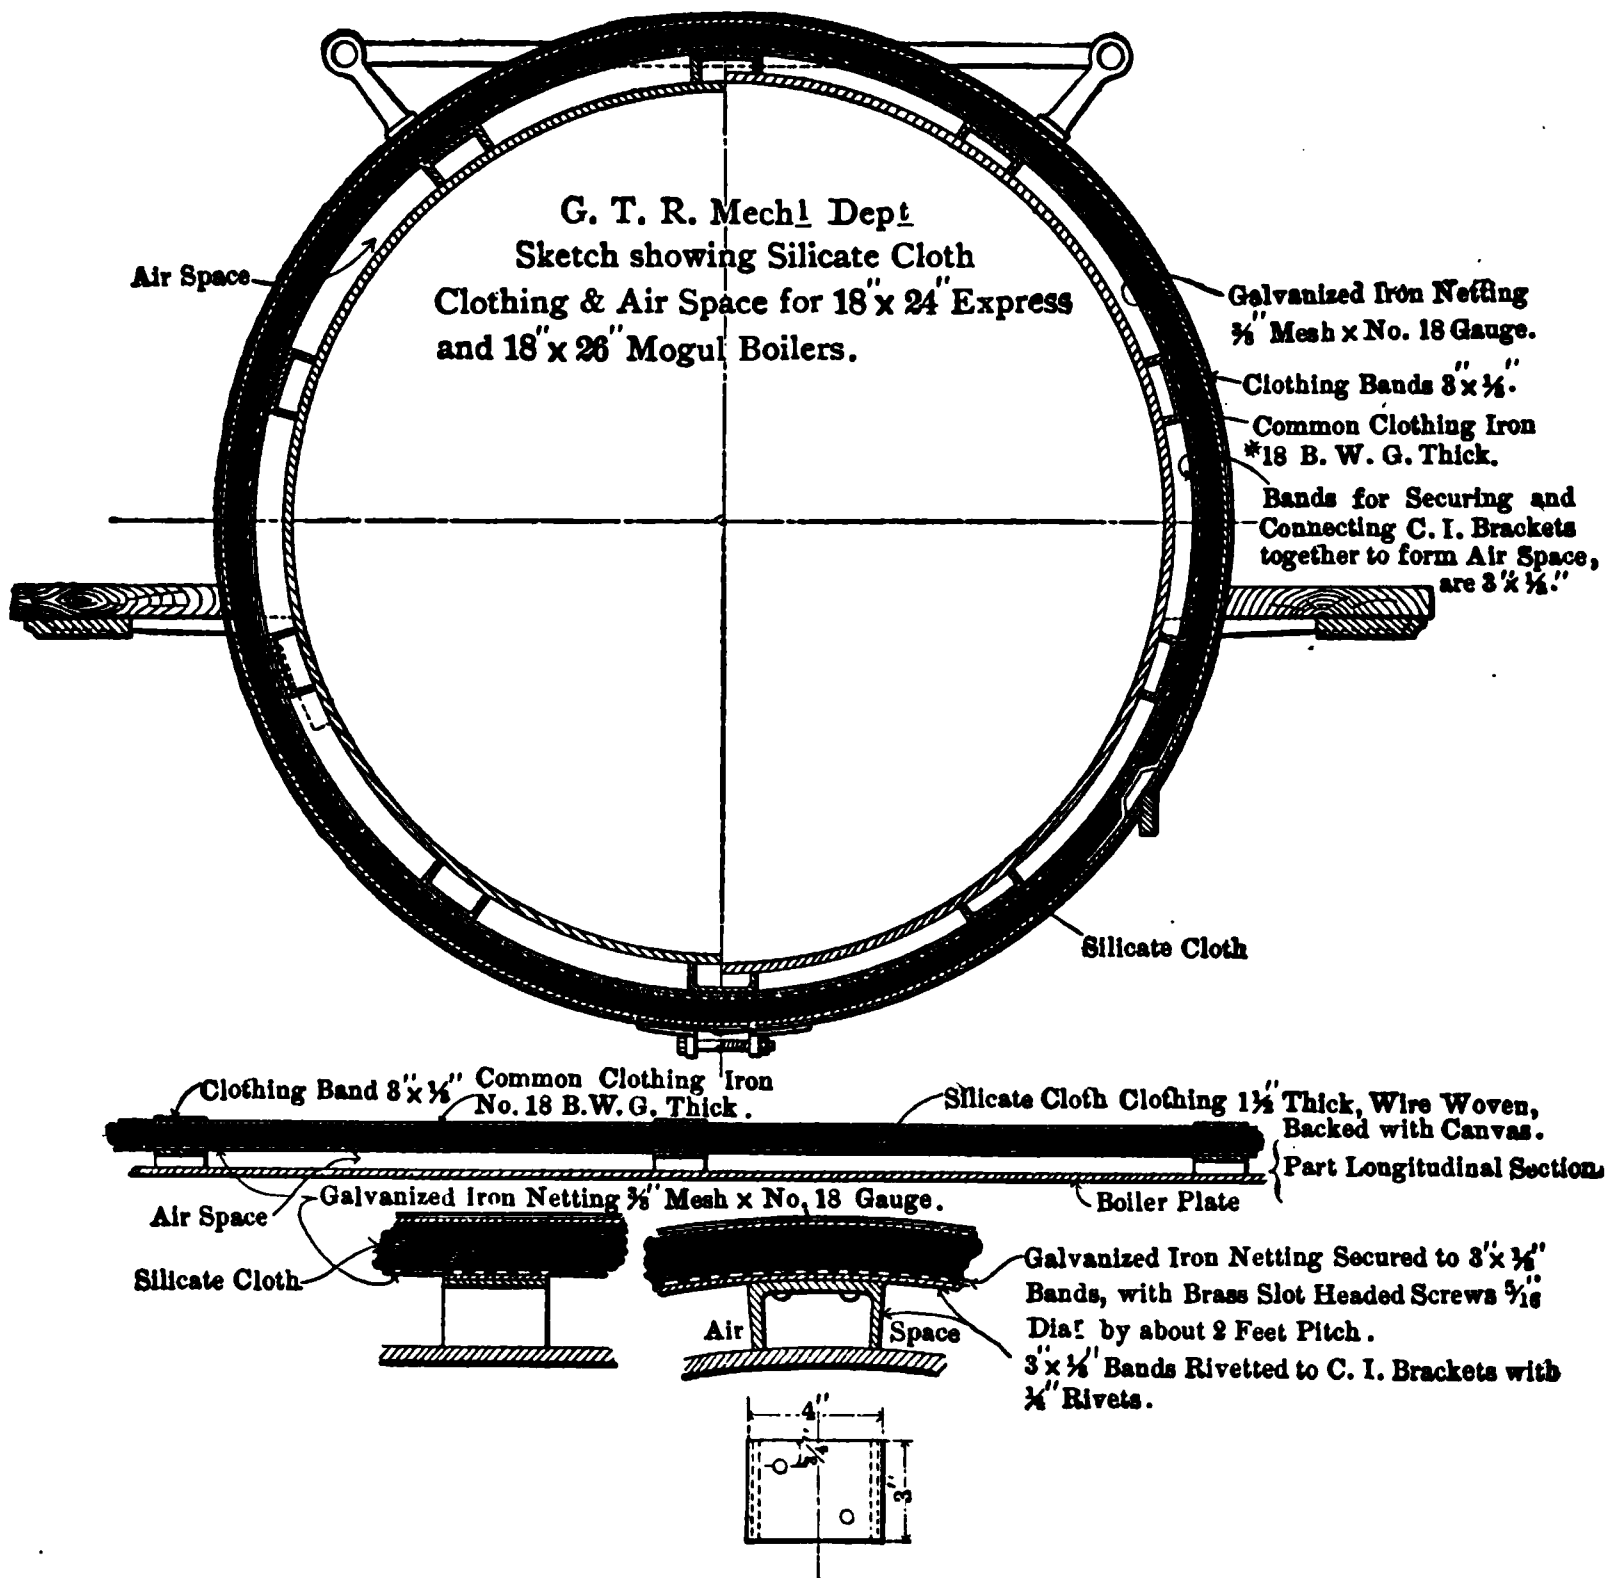 G. T. R. Mechl Dept
Sketch showing Silicate Cloth
Clothing & Air Space for 18" x 24" Express
and 18" x 26" Mogul Boilers.
Air Space
Galvanized Iron Netting
⅜" Mesh x No. 18 Gauge.
Clothing Bands 3" x ⅛".
Common Clothing Iron
#18 B. W. G. Thick.
Bands for Securing and
Connecting C. I. Brackets
together to form Air Space,
are 3" x ⅛."
Silicate Cloth
Clothing Band 3" x ⅛"
Common Clothing Iron
No. 18 B. W. G. Thick.
Silicate Cloth Clothing 1½" Thick, Wire Woven,
Backed with Canvas.
Part Longitudinal Section
Galvanized Iron Netting ⅜" Mesh x No. 18 Gauge.
Boiler Plate
Air Space
Silicate Cloth
Air Space
Galvanized Iron Netting Secured to 3" x ⅛"
Bands, with Brass Slot Headed Screws 5/16"
Diar. by about 2 Feet Pitch.
3" x ⅛" Bands Rivetted to C. I. Brackets with
¼" Rivets.
4"
¾"
3"